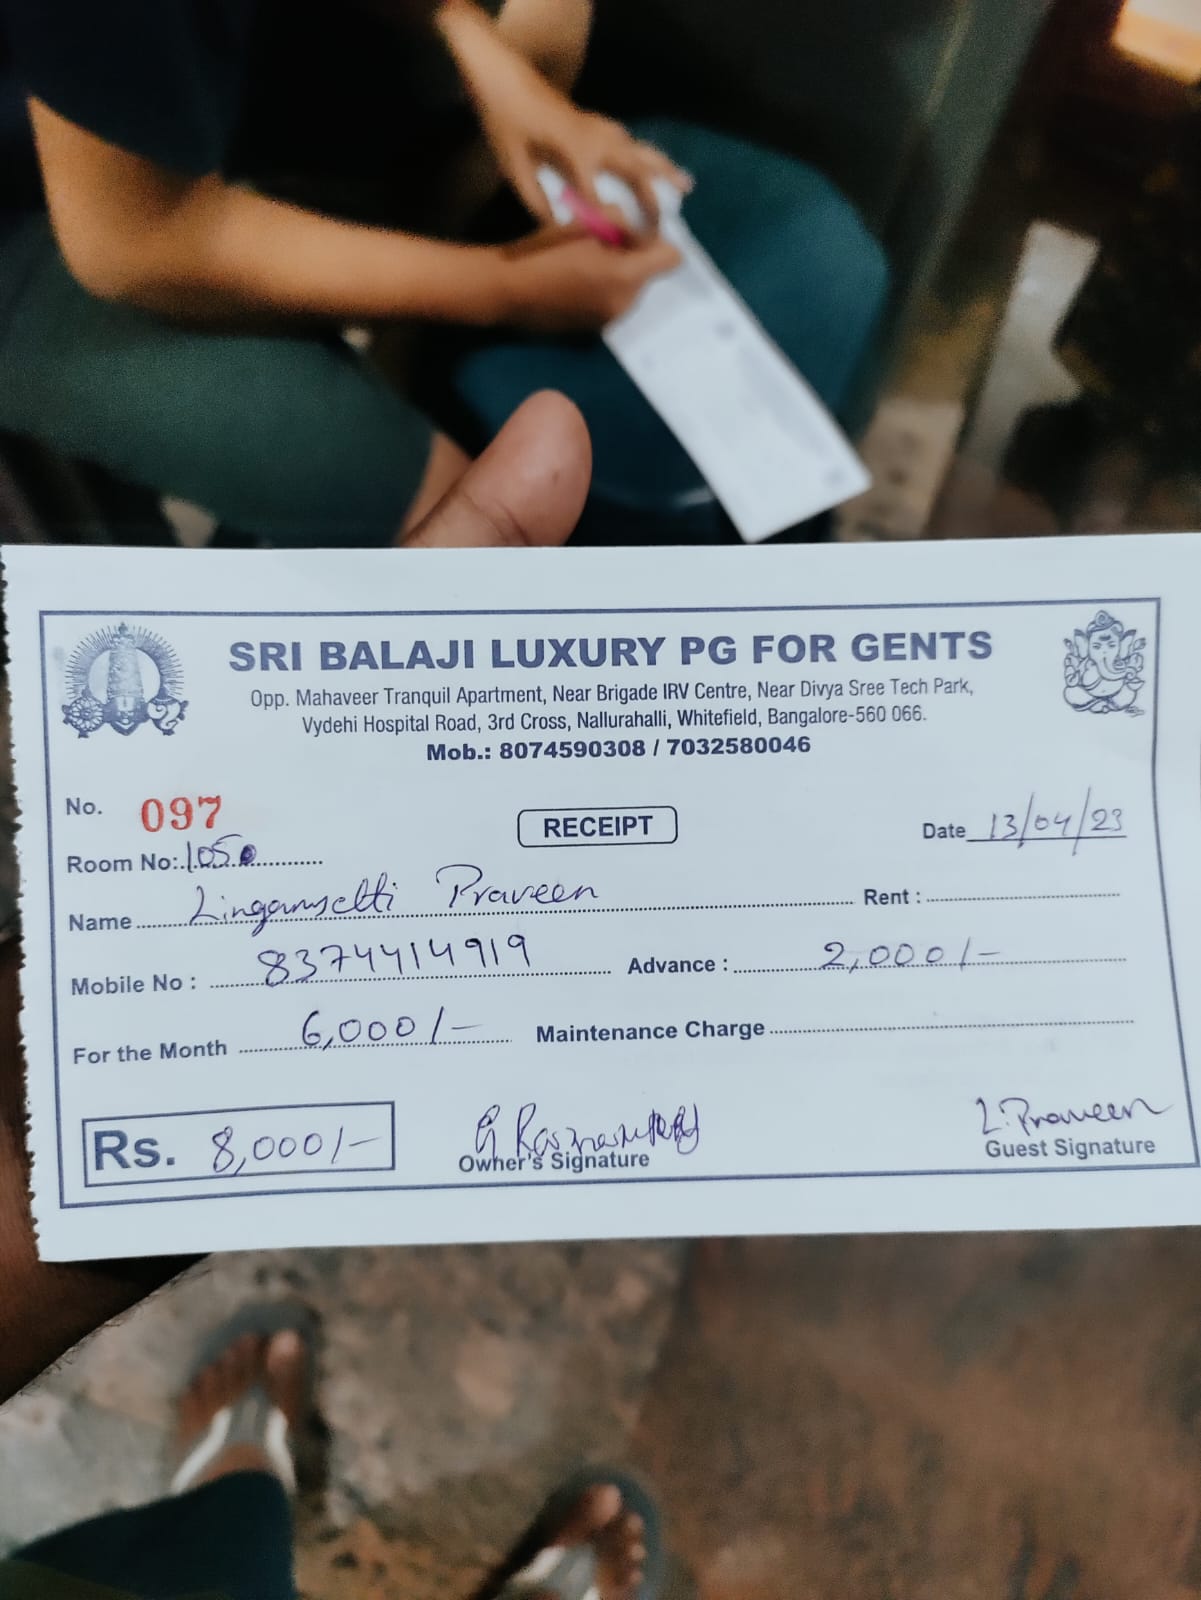 SRI BALAJI LUXURY PG FOR GENTS
Opp. Mahaveer Tranquil Apartment, Near Brigade IRV Centre, Near Divya Sree Tech Park,
Vydehi Hospital Road, 3rd Cross, Nallurahalli, Whitefield, Bangalore-560 066.
Mob.: 8074590308 / 7032580046
No. 097
RECEIPT
Date 13/04/23
Room No: 105
Name Lingamsetti Praveen Rent :
Mobile No : 8374414919 Advance : 2,000/-
For the Month 6,000/- Maintenance Charge
Rs. 8,000/-
Owner's Signature
L. Praveen
Guest Signature